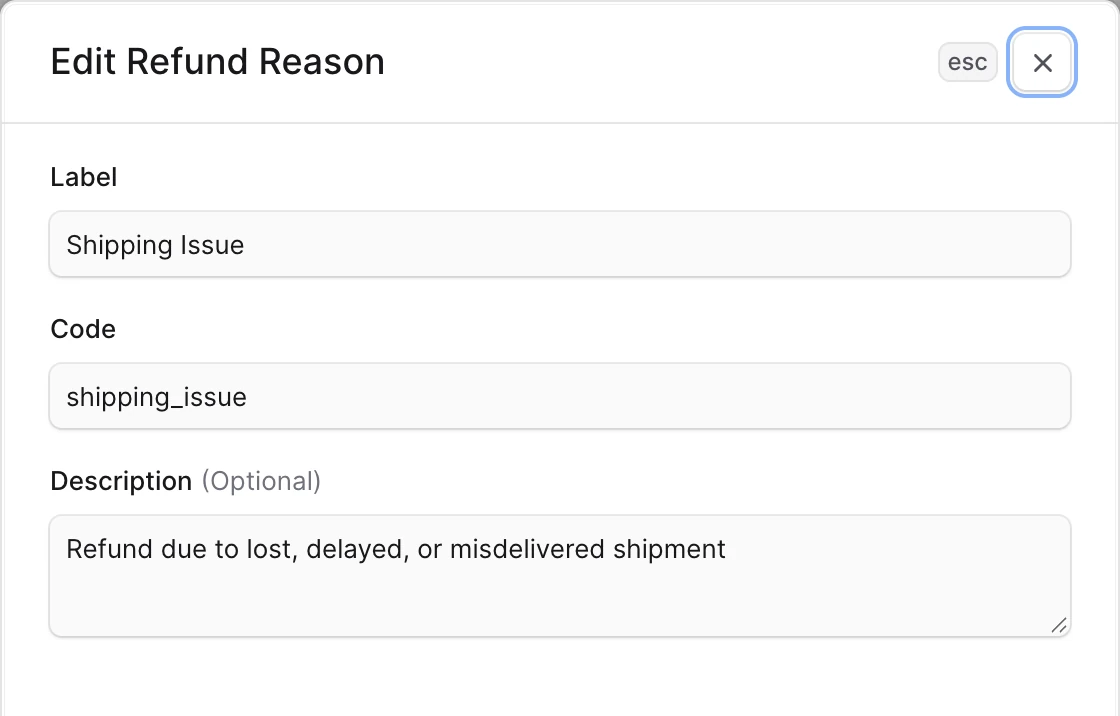 Edit Refund Reason esc
Label
Shipping Issue
Code
shipping_issue
Description (Optional)
Refund due to lost, delayed, or misdelivered shipment